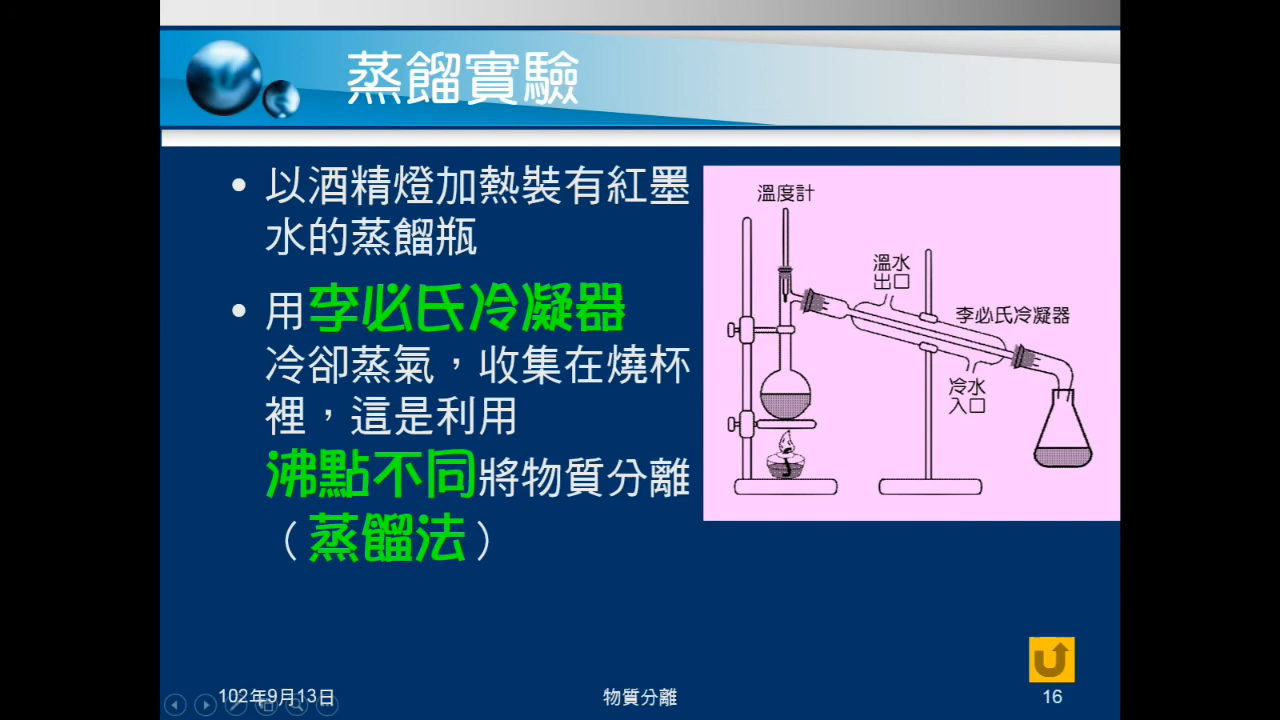 蒸餾實驗
• 以酒精燈加熱裝有紅墨
水的蒸餾瓶
• 用李必氏冷凝器
冷卻蒸氣，收集在燒杯
裡，這是利用
沸點不同將物質分離
（蒸餾法）
溫度計
溫水
出口
李必氏冷凝器
冷水
入口
102年9月13日
物質分離
16